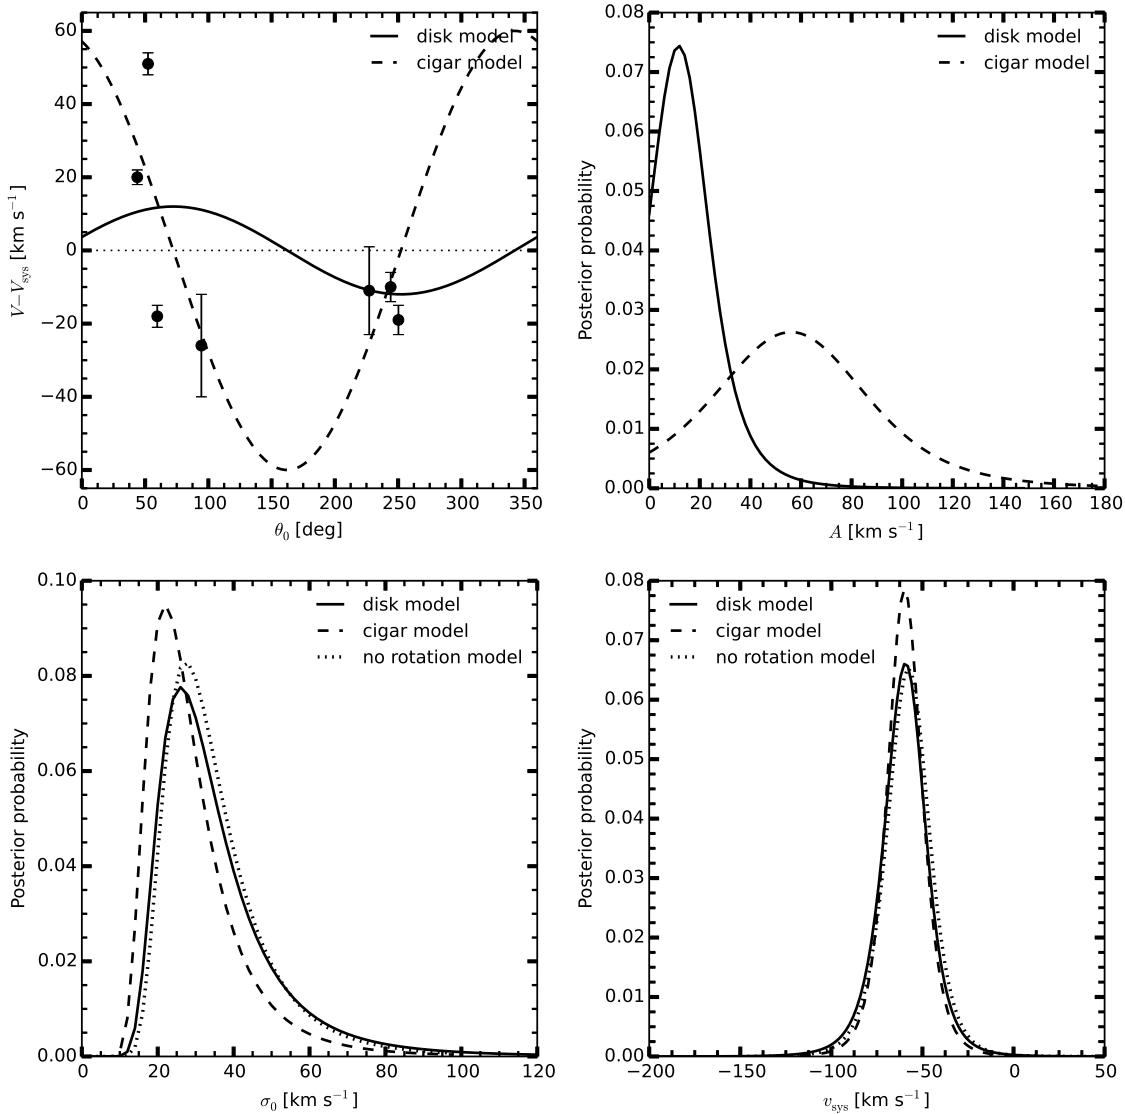 60
40
20
0
−20
−40
−60
V−V_sys [km s⁻¹]
disk model
cigar model
0 50 100 150 200 250 300 350
θ₀ [deg]
0.08
0.07
0.06
0.05
0.04
0.03
0.02
0.01
0.00
Posterior probability
disk model
cigar model
0 20 40 60 80 100 120 140 160 180
A [km s⁻¹]
0.10
0.08
0.06
0.04
0.02
0.00
Posterior probability
disk model
cigar model
no rotation model
0 20 40 60 80 100 120
σ₀ [km s⁻¹]
0.08
0.07
0.06
0.05
0.04
0.03
0.02
0.01
0.00
Posterior probability
disk model
cigar model
no rotation model
−200 −150 −100 −50 0 50
v_sys [km s⁻¹]